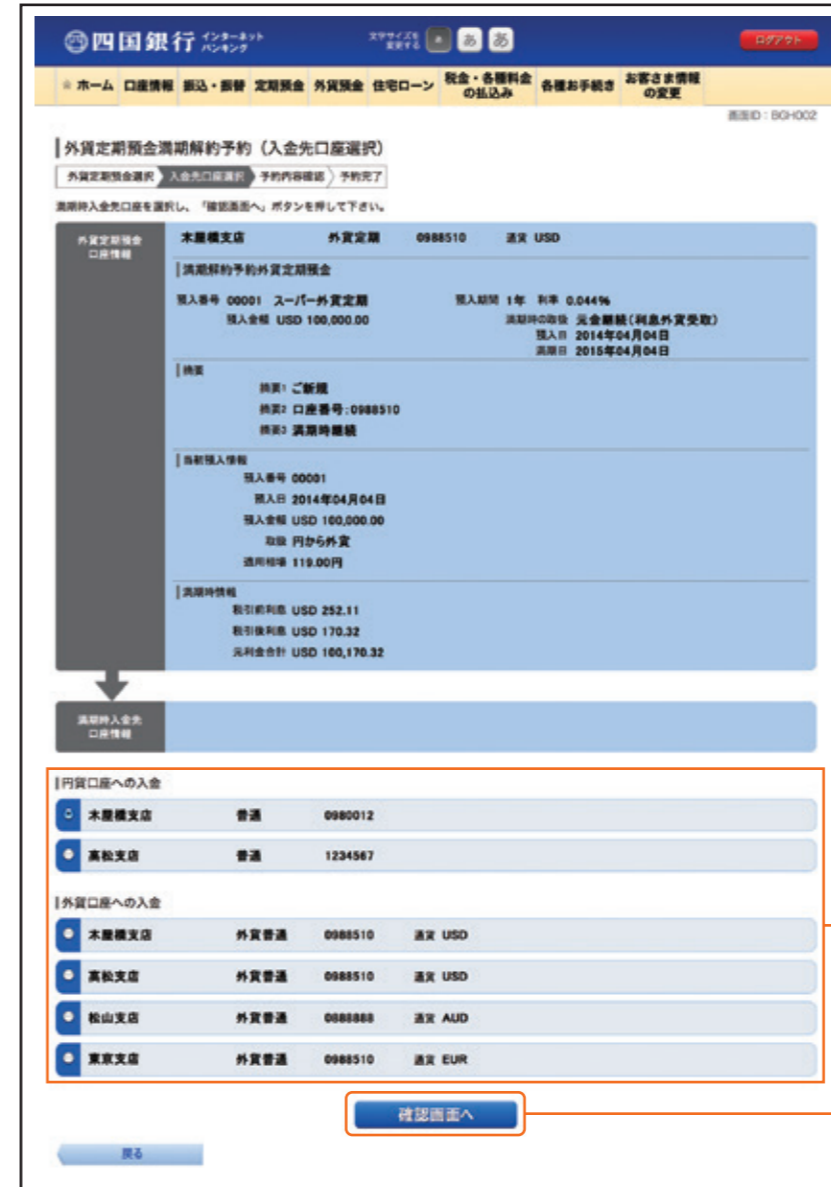 四国銀行 インターネットバンキング 文字サイズを変更する あ あ あ ログアウト
ホーム 口座情報 振込・振替 定期預金 外貨預金 住宅ローン 税金・各種料金の払込み 各種お手続き お客さま情報の変更
画面ID：BGH002
外貨定期預金満期解約予約（入金先口座選択）
外貨定期預金選択 入金先口座選択 予約内容確認 予約完了
満期時入金先口座を選択し、「確認画面へ」ボタンを押して下さい。
外貨定期預金口座情報
木屋橋支店 外貨定期 0988510 通貨 USD
満期解約予約外貨定期預金
預入番号 00001 スーパー外貨定期 預入期間 1年 利率 0.044%
預入金額 USD 100,000.00 満期時の取扱 元金継続(利息外貨受取)
預入日 2014年04月04日
満期日 2015年04月04日
摘要
摘要1 ご新規
摘要2 口座番号:0988510
摘要3 満期時継続
当初預入情報
預入番号 00001
預入日 2014年04月04日
預入金額 USD 100,000.00
取扱 円から外貨
適用相場 119.00円
満期時情報
税引前利息 USD 252.11
税引後利息 USD 170.32
元利金合計 USD 100,170.32
満期時入金先口座情報
円貨口座への入金
木屋橋支店 普通 0980012
高松支店 普通 1234567
外貨口座への入金
木屋橋支店 外貨普通 0988510 通貨 USD
高松支店 外貨普通 0988510 通貨 USD
松山支店 外貨普通 0888888 通貨 AUD
東京支店 外貨普通 0988510 通貨 EUR
確認画面へ
戻る